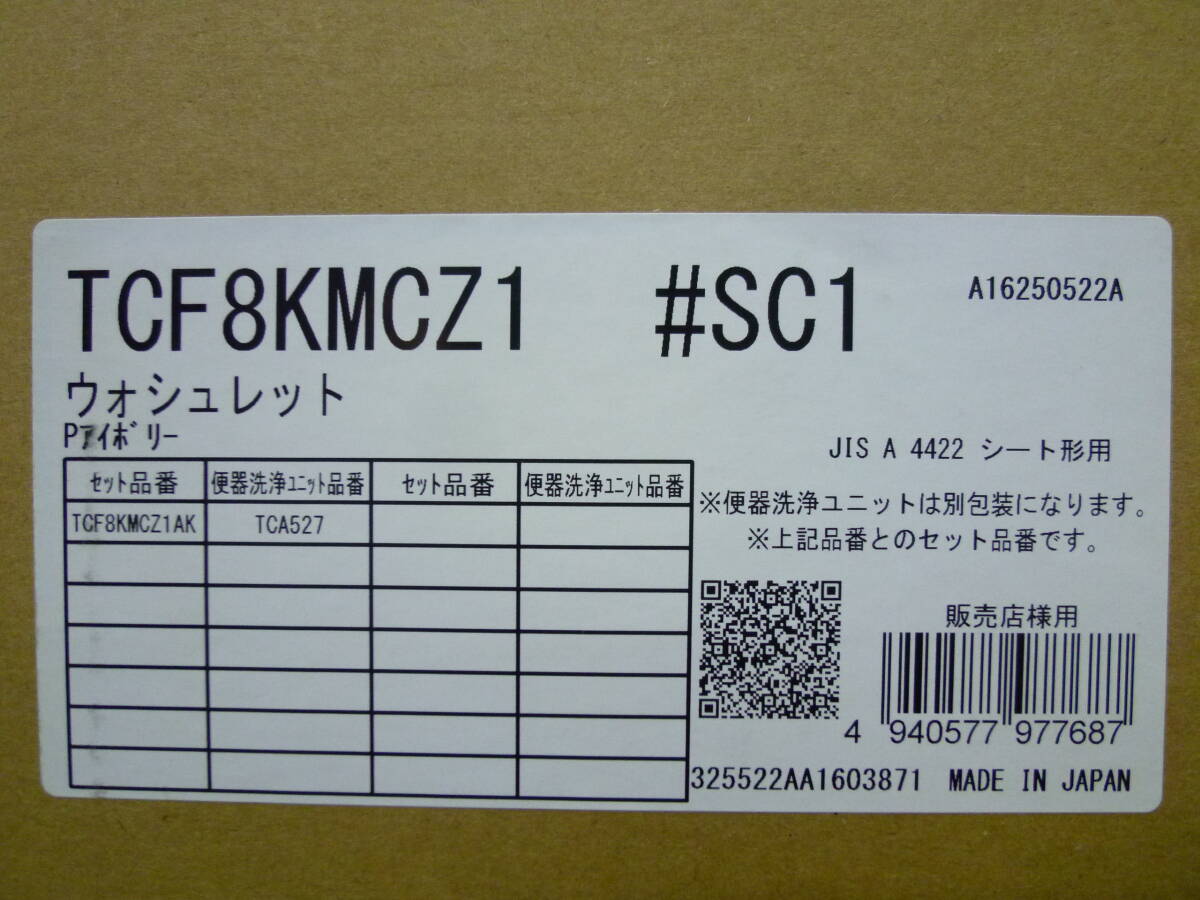 TCF8KMCZ1 #SC1 A16250522A
ウォシュレット
Pアイボリー
JIS A 4422 シート形用
セット品番 便器洗浄ユニット品番 セット品番 便器洗浄ユニット品番
TCF8KMCZ1AK TCA527
※便器洗浄ユニットは別包装になります。
※上記品番とのセット品番です。
販売店様用
4 940577 977687
325522AA1603871 MADE IN JAPAN